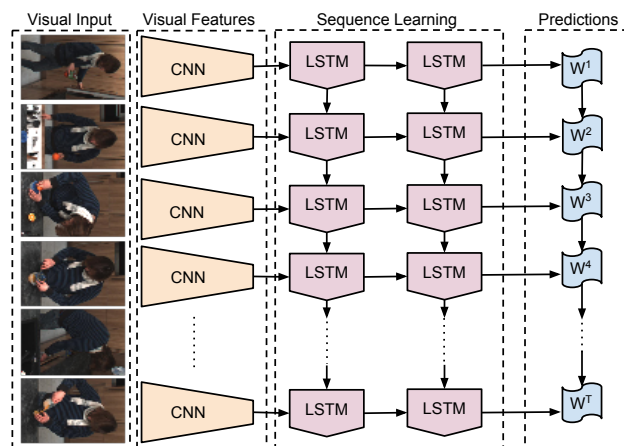 Visual Input Visual Features Sequence Learning Predictions
CNN LSTM LSTM W¹
CNN LSTM LSTM W²
CNN LSTM LSTM W³
CNN LSTM LSTM W⁴
CNN LSTM LSTM Wᵀ